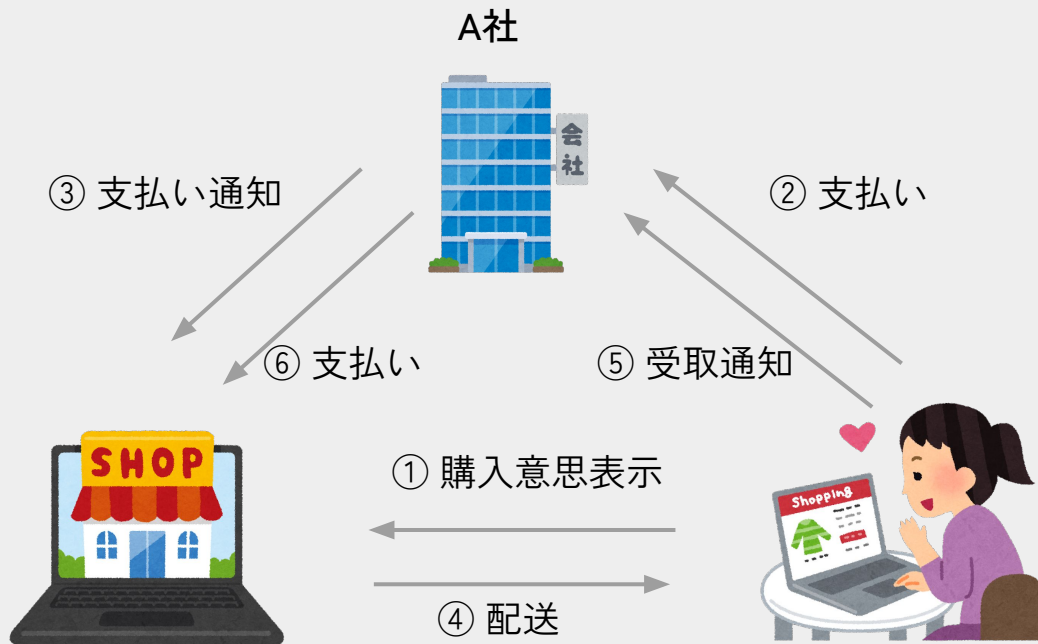 A社
会社
③ 支払い通知
② 支払い
⑥ 支払い
⑤ 受取通知
SHOP
① 購入意思表示
Shopping
④ 配送